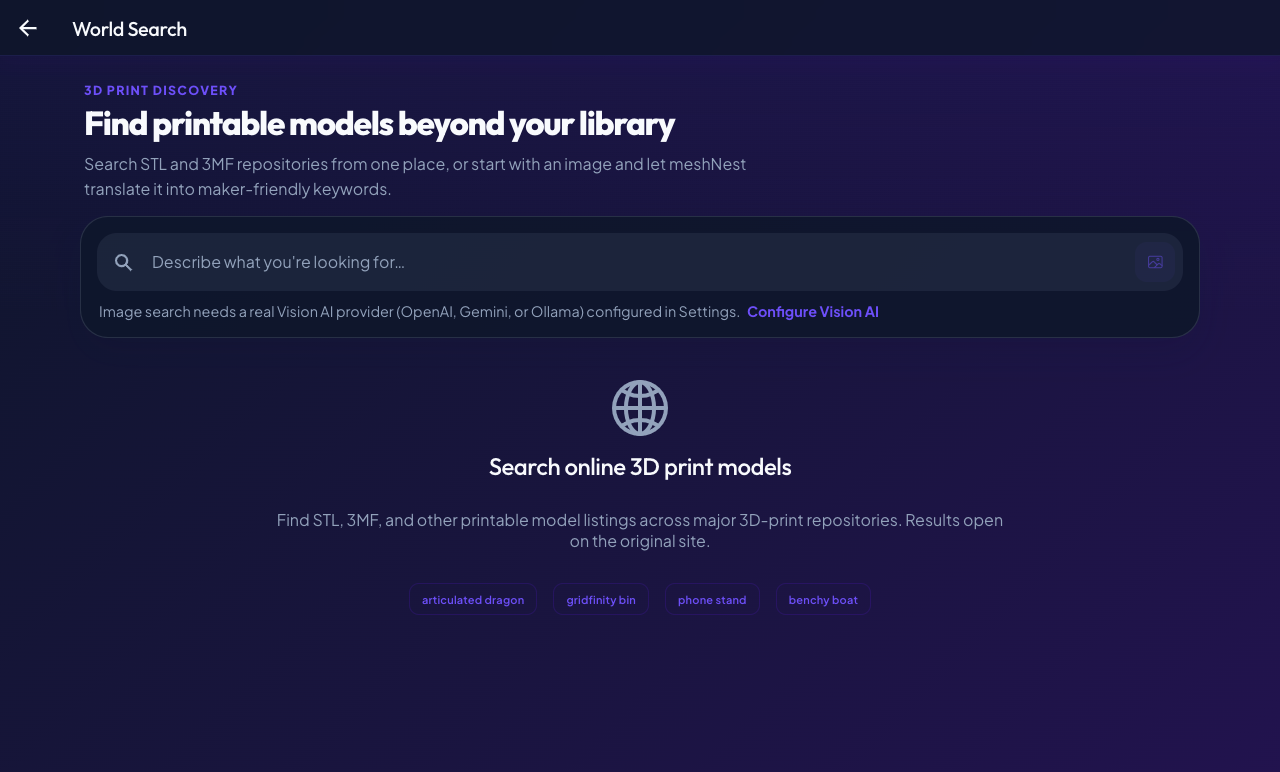 World Search
3D PRINT DISCOVERY
Find printable models beyond your library
Search STL and 3MF repositories from one place, or start with an image and let meshNest
translate it into maker-friendly keywords.
Describe what you're looking for...
Image search needs a real Vision AI provider (OpenAI, Gemini, or Ollama) configured in Settings. Configure Vision AI
Search online 3D print models
Find STL, 3MF, and other printable model listings across major 3D-print repositories. Results open
on the original site.
articulated dragon gridfinity bin phone stand benchy boat